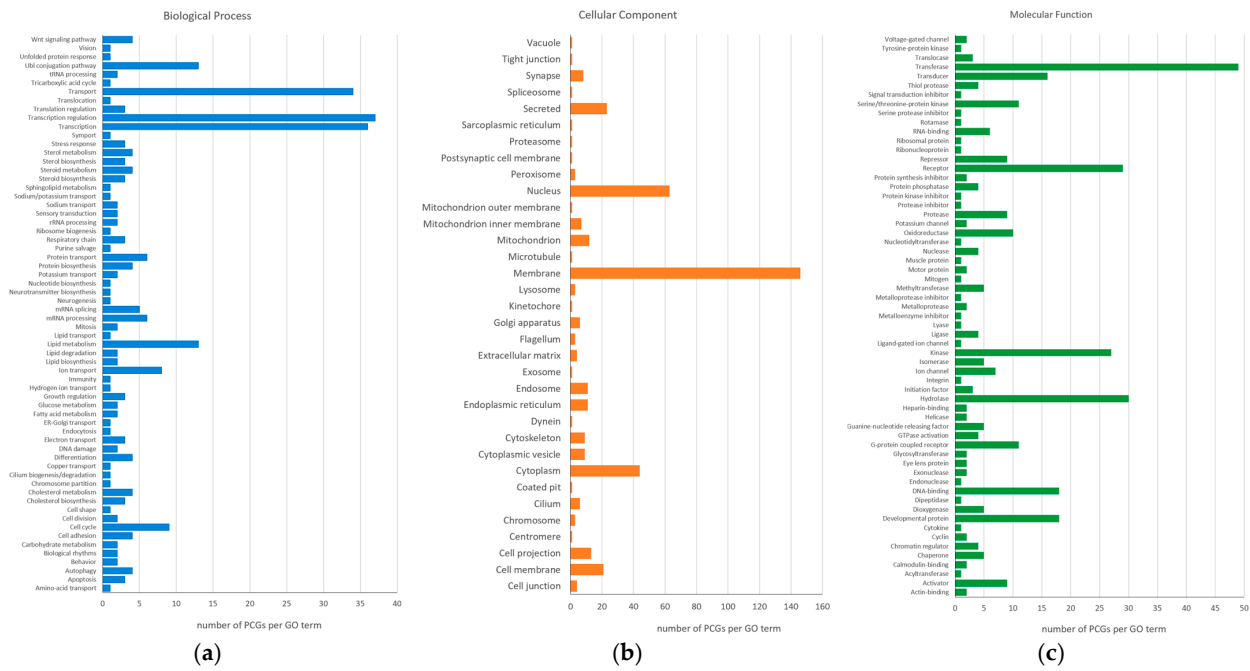 Biological Process
Wnt signaling pathway
Vision
Unfolded protein response
Ubl conjugation pathway
tRNA processing
Tricarboxylic acid cycle
Transport
Translocation
Translation regulation
Transcription regulation
Transcription
Symport
Stress response
Sterol metabolism
Sterol biosynthesis
Steroid metabolism
Steroid biosynthesis
Sphingolipid metabolism
Sodium/potassium transport
Sodium transport
Sensory transduction
rRNA processing
Ribosome biogenesis
Respiratory chain
Purine salvage
Protein transport
Protein biosynthesis
Potassium transport
Nucleotide biosynthesis
Neurotransmitter biosynthesis
Neurogenesis
mRNA splicing
mRNA processing
Mitosis
Lipid transport
Lipid metabolism
Lipid degradation
Lipid biosynthesis
Ion transport
Immunity
Hydrogen ion transport
Growth regulation
Glucose metabolism
Fatty acid metabolism
ER-Golgi transport
Endocytosis
Electron transport
DNA damage
Differentiation
Copper transport
Cilium biogenesis/degradation
Chromosome partition
Cholesterol metabolism
Cholesterol biosynthesis
Cell shape
Cell division
Cell cycle
Cell adhesion
Carbohydrate metabolism
Biological rhythms
Behavior
Autophagy
Apoptosis
Amino-acid transport
0 5 10 15 20 25 30 35 40
number of PCGs per GO term
(a)
Cellular Component
Vacuole
Tight junction
Synapse
Spliceosome
Secreted
Sarcoplasmic reticulum
Proteasome
Postsynaptic cell membrane
Peroxisome
Nucleus
Mitochondrion outer membrane
Mitochondrion inner membrane
Mitochondrion
Microtubule
Membrane
Lysosome
Kinetochore
Golgi apparatus
Flagellum
Extracellular matrix
Exosome
Endosome
Endoplasmic reticulum
Dynein
Cytoskeleton
Cytoplasmic vesicle
Cytoplasm
Coated pit
Cilium
Chromosome
Centromere
Cell projection
Cell membrane
Cell junction
0 20 40 60 80 100 120 140 160
number of PCGs per GO term
(b)
Molecular Function
Voltage-gated channel
Tyrosine-protein kinase
Translocase
Transferase
Transducer
Thiol protease
Signal transduction inhibitor
Serine/threonine-protein kinase
Serine protease inhibitor
Rotamase
RNA-binding
Ribosomal protein
Ribonucleoprotein
Repressor
Receptor
Protein synthesis inhibitor
Protein phosphatase
Protein kinase inhibitor
Protease inhibitor
Protease
Potassium channel
Oxidoreductase
Nucleotidyltransferase
Nuclease
Muscle protein
Motor protein
Mitogen
Methyltransferase
Metalloprotease inhibitor
Metalloprotease
Metalloenzyme inhibitor
Lyase
Ligase
Ligand-gated ion channel
Kinase
Isomerase
Ion channel
Integrin
Initiation factor
Hydrolase
Heparin-binding
Helicase
Guanine-nucleotide releasing factor
GTPase activation
G-protein coupled receptor
Glycosyltransferase
Eye lens protein
Exonuclease
Endonuclease
DNA-binding
Dipeptidase
Dioxygenase
Developmental protein
Cytokine
Cyclin
Chromatin regulator
Chaperone
Calmodulin-binding
Acyltransferase
Activator
Actin-binding
0 5 10 15 20 25 30 35 40 45 50
number of PCGs per GO term
(c)